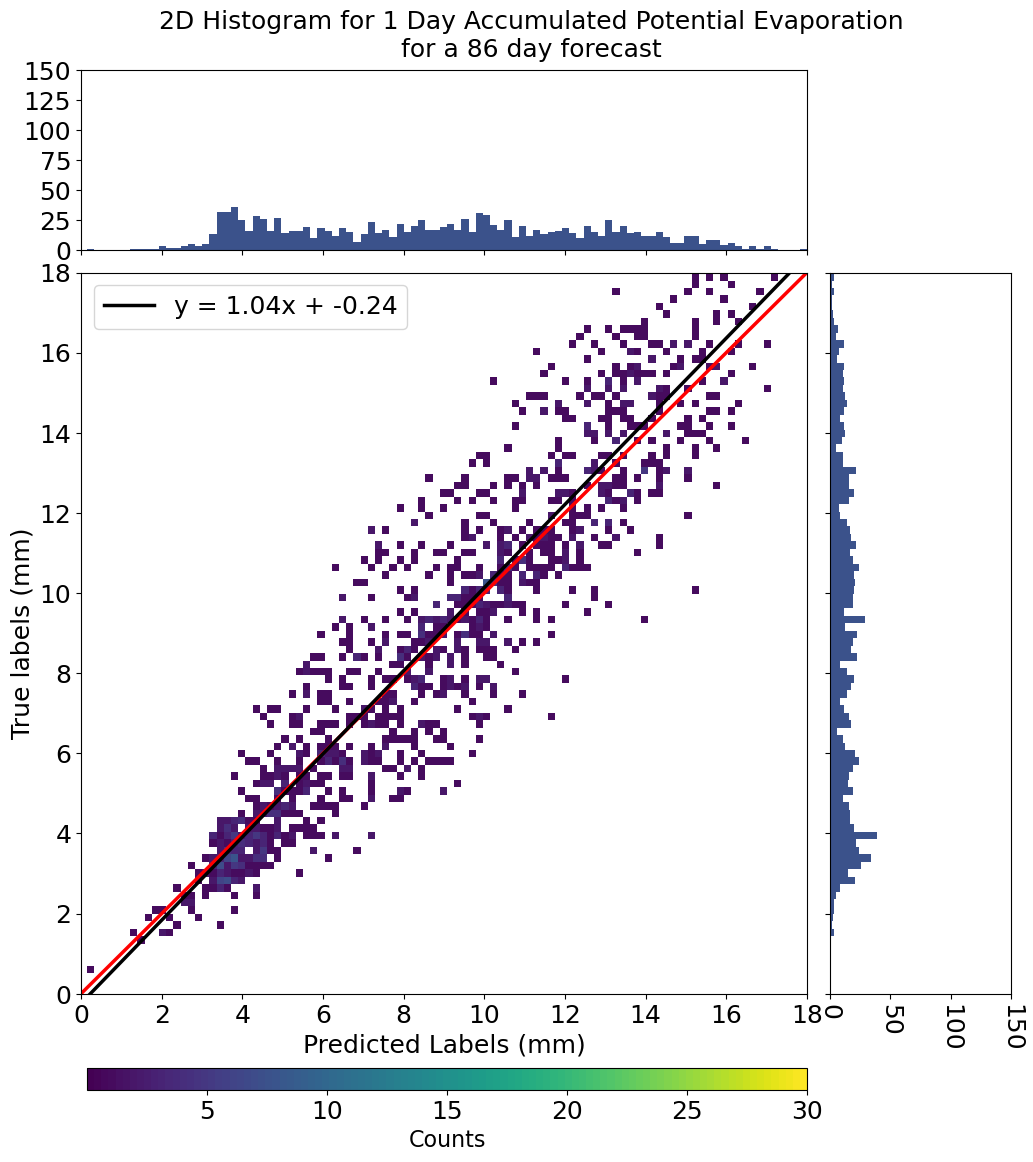 2D Histogram for 1 Day Accumulated Potential Evaporation
for a 86 day forecast
150
125
100
75
50
25
0
18
16
14
12
10
8
6
4
2
0
True labels (mm)
y = 1.04x + -0.24
0 2 4 6 8 10 12 14 16 18
Predicted Labels (mm)
0 50 100 150
5 10 15 20 25 30
Counts